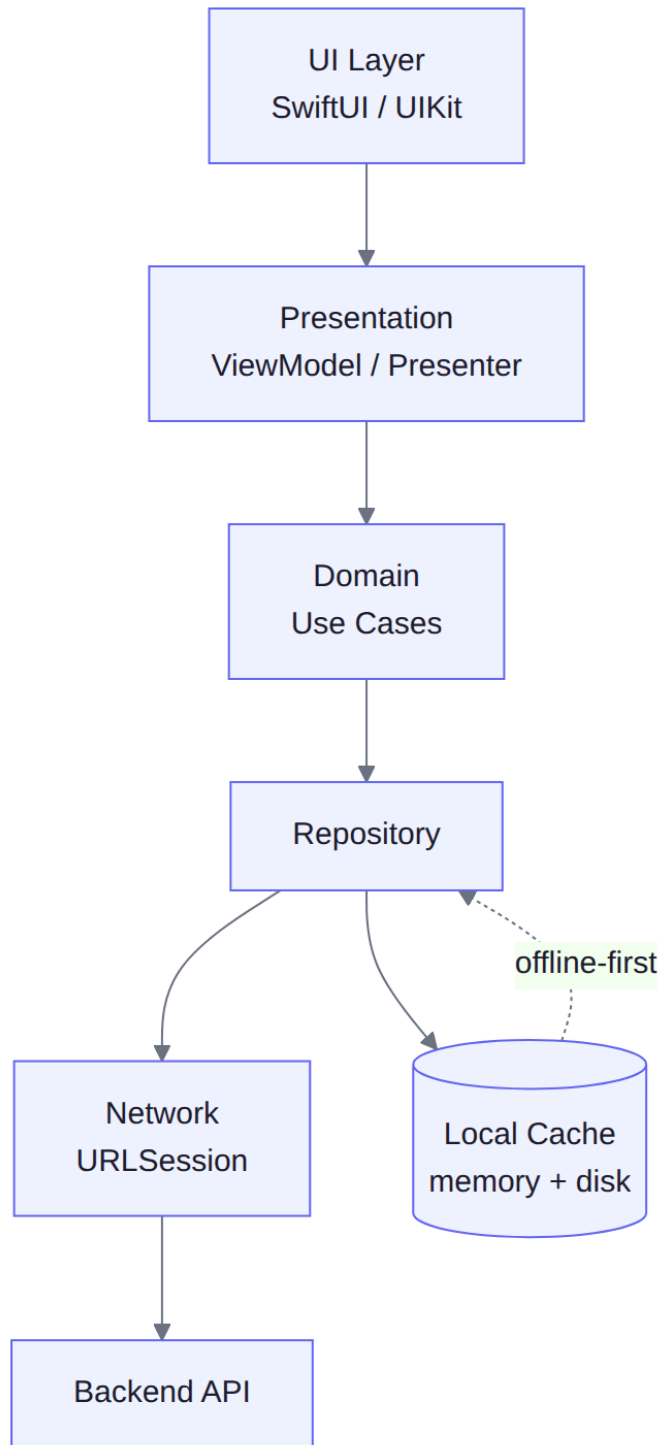 UI Layer
SwiftUI / UIKit
Presentation
ViewModel / Presenter
Domain
Use Cases
Repository
offline-first
Network
URLSession
Local Cache
memory + disk
Backend API